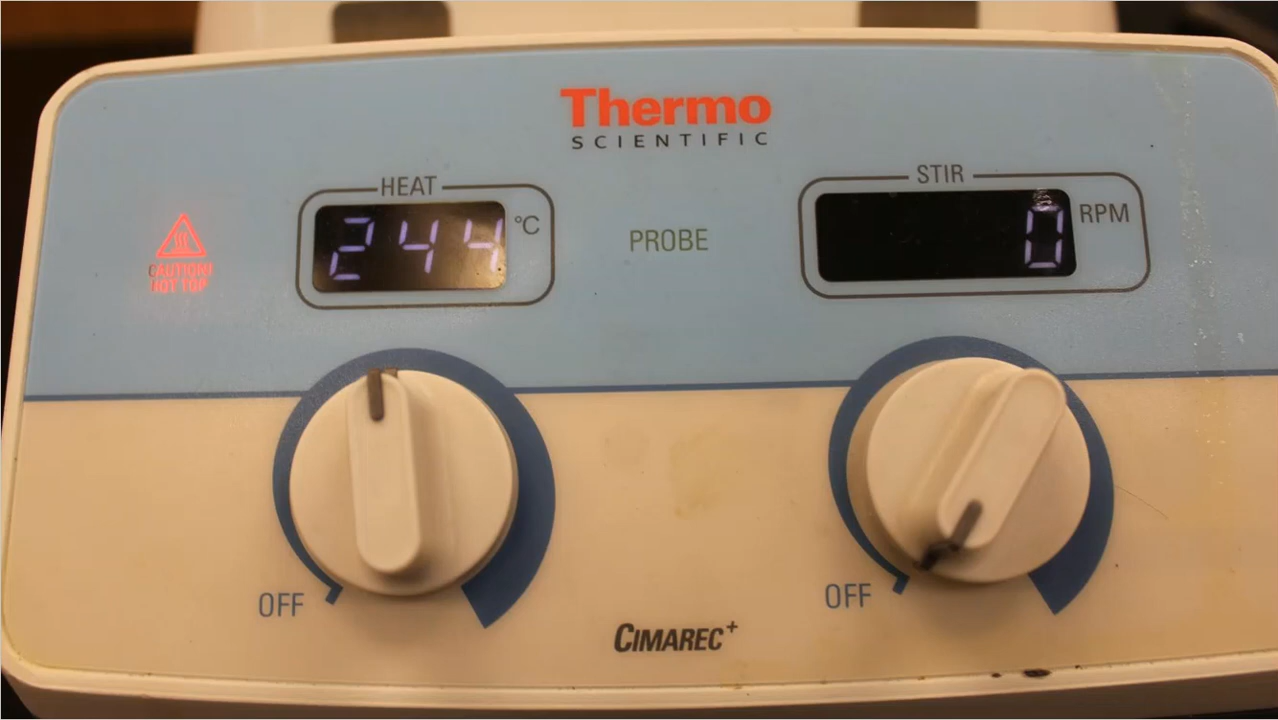 Thermo
SCIENTIFIC
HEAT
244 °C
PROBE
STIR
0 RPM
CAUTION!
HOT TOP
OFF
OFF
CIMAREC+